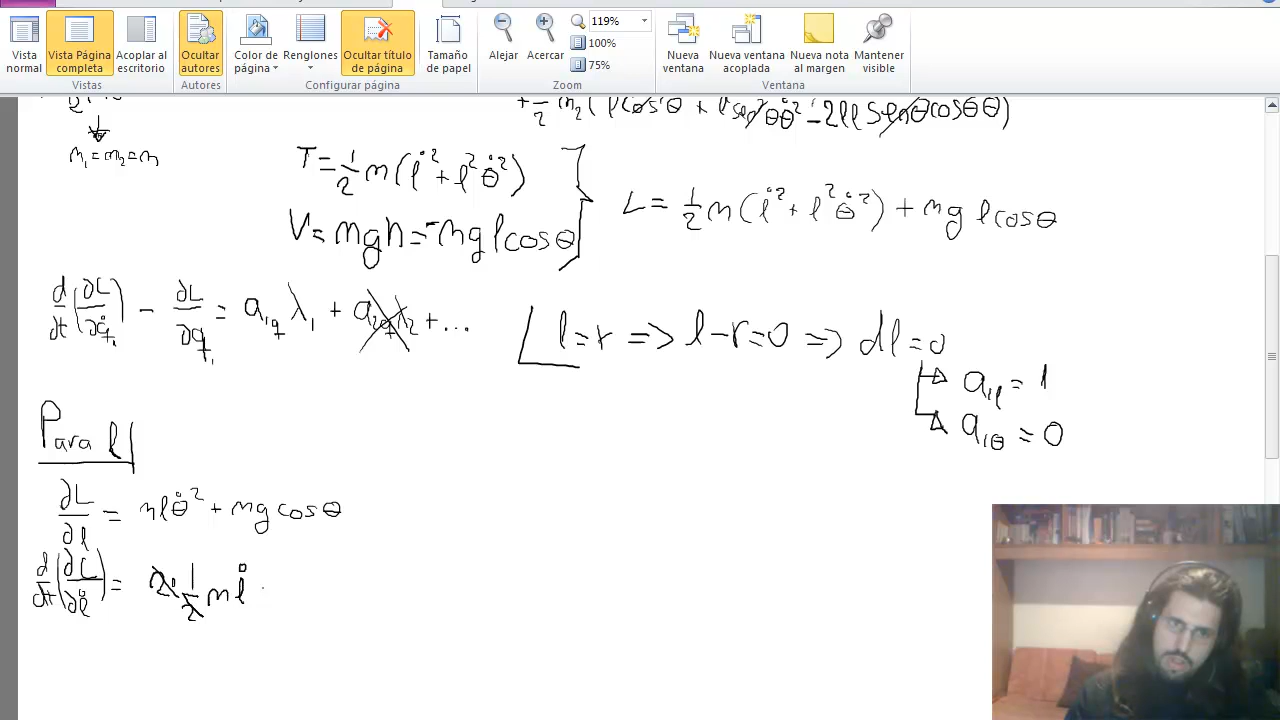 Vista normal
Vista Página completa
Acoplar al escritorio
Ocultar autores
Color de página
Renglones
Ocultar título de página
Tamaño de papel
Alejar
Acercar
119%
100%
75%
Nueva ventana
Nueva ventana acoplada
Nueva nota al margen
Mantener visible
Vistas
Autores
Configurar página
Zoom
Ventana
m₁=m₂=m
T = 1/2 m(l̇² + l²θ̇²)
V = mgh = -mg l cosθ
L = 1/2 m(l̇² + l²θ̇²) + mg l cosθ
d/dt(∂L/∂q̇₁) - ∂L/∂q₁ = a₁q λ₁ + a₂q λ₂ + ...
l = r => l - r = 0 => dl = 0
a₁l = 1
a₁θ = 0
Para l
∂L/∂l = mlθ̇² + mg cosθ
d/dt(∂L/∂l̇) = 2·1/2 m l̇